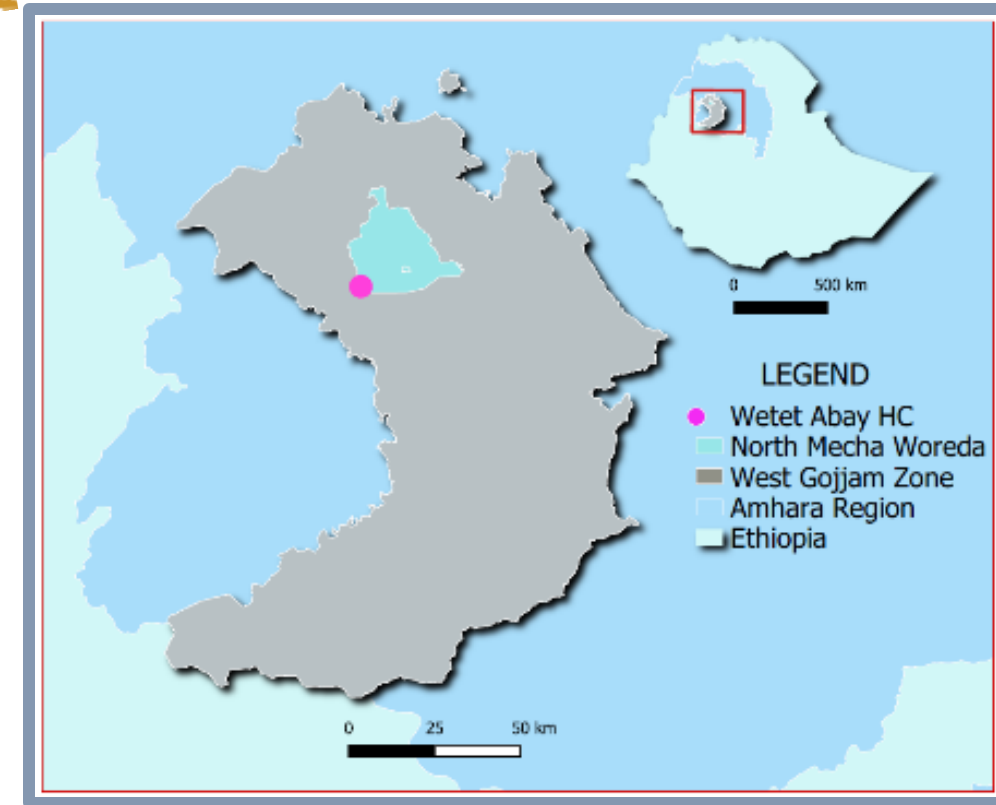 0 500 km
LEGEND
Wetet Abay HC
North Mecha Woreda
West Gojjam Zone
Amhara Region
Ethiopia
0 25 50 km